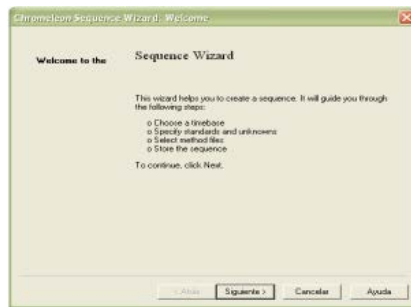 Chromeleon Sequence Wizard: Welcome
Welcome to the
Sequence Wizard
This wizard helps you to create a sequence. It will guide you through
the following steps:
o Choose a timebase
o Specify standards and unknowns
o Select method files
o Store the sequence
To continue, click Next.
< Atrás
Siguiente >
Cancelar
Ayuda